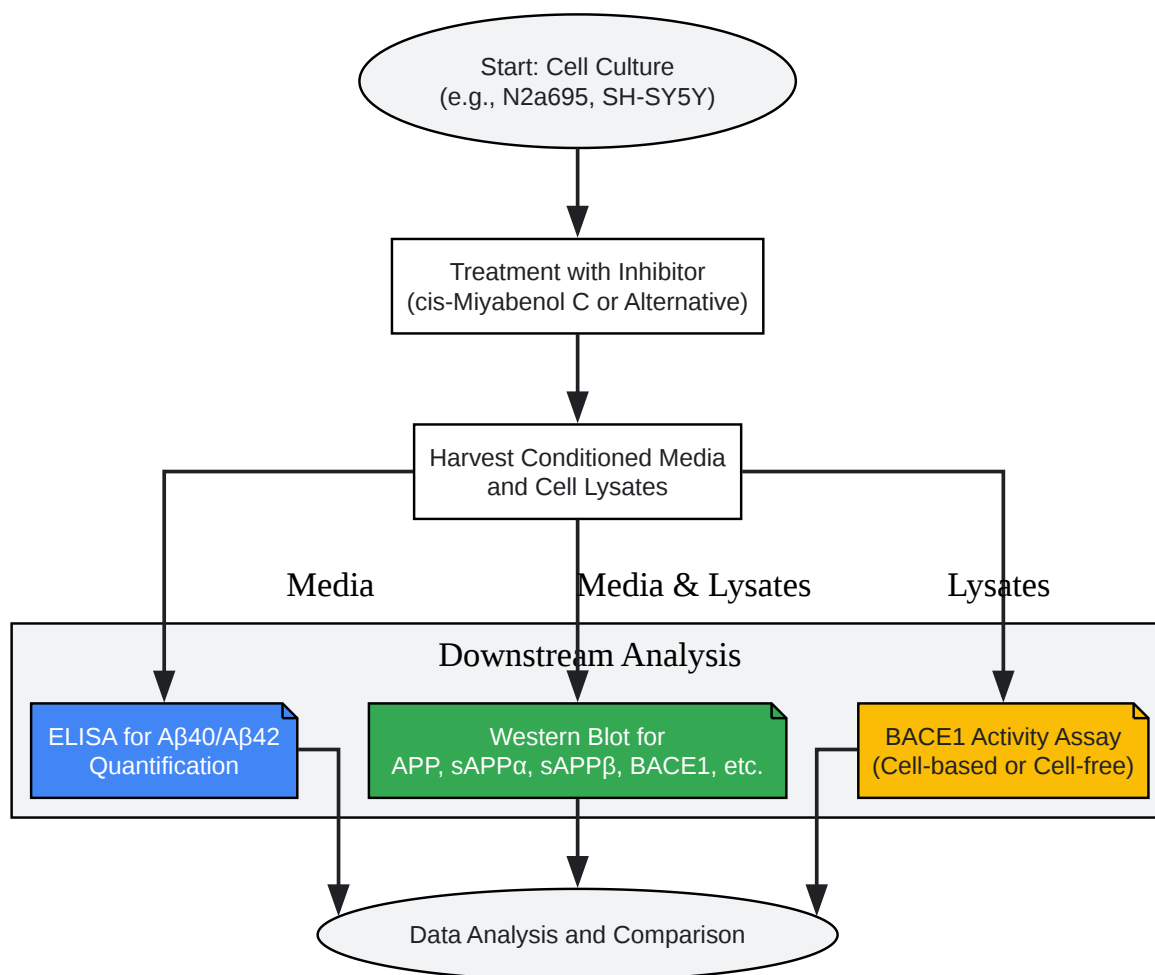 Start: Cell Culture
(e.g., N2a695, SH-SY5Y)
Treatment with Inhibitor
(cis-Miyabenol C or Alternative)
Harvest Conditioned Media
and Cell Lysates
Media
Media & Lysates
Lysates
Downstream Analysis
ELISA for Aβ40/Aβ42
Quantification
Western Blot for
APP, sAPPα, sAPPβ, BACE1, etc.
BACE1 Activity Assay
(Cell-based or Cell-free)
Data Analysis and Comparison